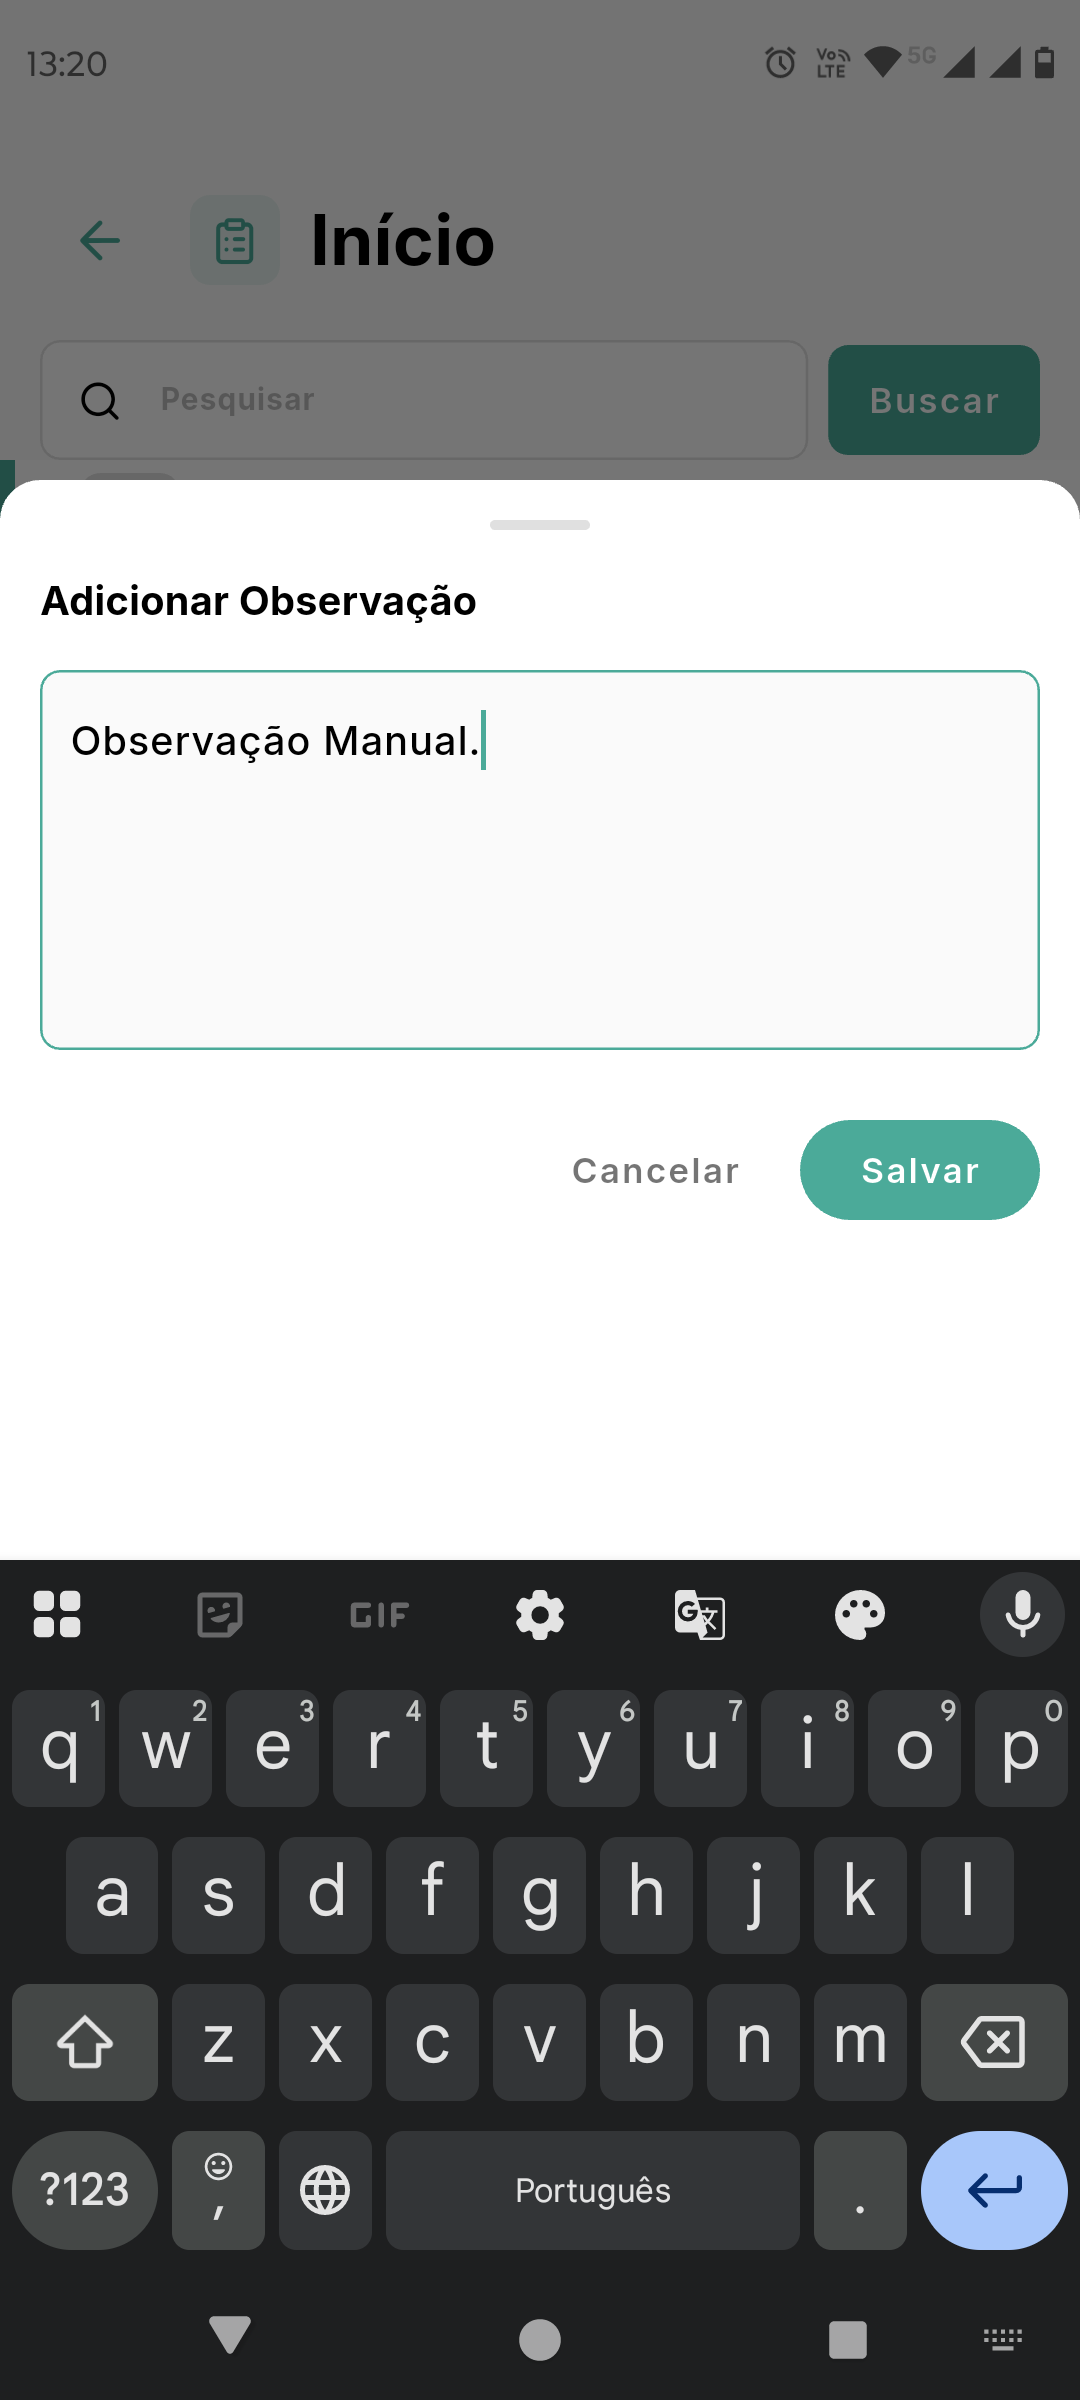 13:20
Vo LTE 5G
Início
Pesquisar
Buscar
Adicionar Observação
Observação Manual.
Cancelar
Salvar
GIF
G 文
q 1 w 2 e 3 r 4 t 5 y 6 u 7 i 8 o 9 p 0
a s d f g h j k l
z x c v b n m
?123 , Português .